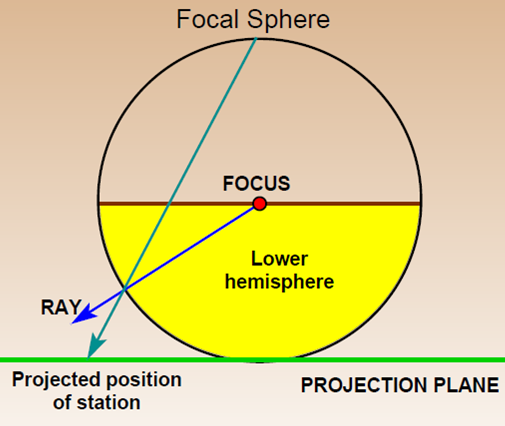 Focal Sphere
FOCUS
Lower
hemisphere
RAY
Projected position
of station
PROJECTION PLANE